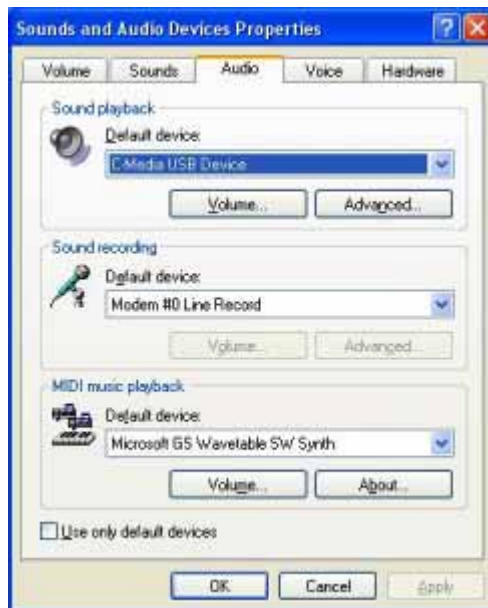 Sounds and Audio Devices Properties
Volume Sounds Audio Voice Hardware
Sound playback
Default device:
C-Media USB Device
Volume... Advanced...
Sound recording
Default device:
Modem #0 Line Record
Volume... Advanced...
MIDI music playback
Default device:
Microsoft GS Wavetable SW Synth
Volume... About...
Use only default devices
OK Cancel Apply